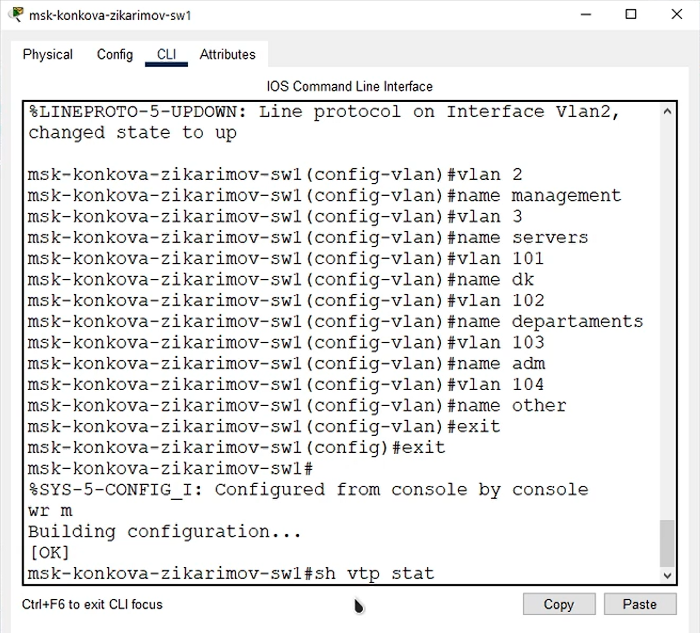 msk-konkova-zikarimov-sw1
Physical Config CLI Attributes
IOS Command Line Interface
%LINEPROTO-5-UPDOWN: Line protocol on Interface Vlan2,
changed state to up
msk-konkova-zikarimov-sw1(config-vlan)#vlan 2
msk-konkova-zikarimov-sw1(config-vlan)#name management
msk-konkova-zikarimov-sw1(config-vlan)#vlan 3
msk-konkova-zikarimov-sw1(config-vlan)#name servers
msk-konkova-zikarimov-sw1(config-vlan)#vlan 101
msk-konkova-zikarimov-sw1(config-vlan)#name dk
msk-konkova-zikarimov-sw1(config-vlan)#vlan 102
msk-konkova-zikarimov-sw1(config-vlan)#name departaments
msk-konkova-zikarimov-sw1(config-vlan)#vlan 103
msk-konkova-zikarimov-sw1(config-vlan)#name adm
msk-konkova-zikarimov-sw1(config-vlan)#vlan 104
msk-konkova-zikarimov-sw1(config-vlan)#name other
msk-konkova-zikarimov-sw1(config-vlan)#exit
msk-konkova-zikarimov-sw1(config)#exit
msk-konkova-zikarimov-sw1#
%SYS-5-CONFIG_I: Configured from console by console
wr m
Building configuration...
[OK]
msk-konkova-zikarimov-sw1#sh vtp stat
Ctrl+F6 to exit CLI focus Copy Paste